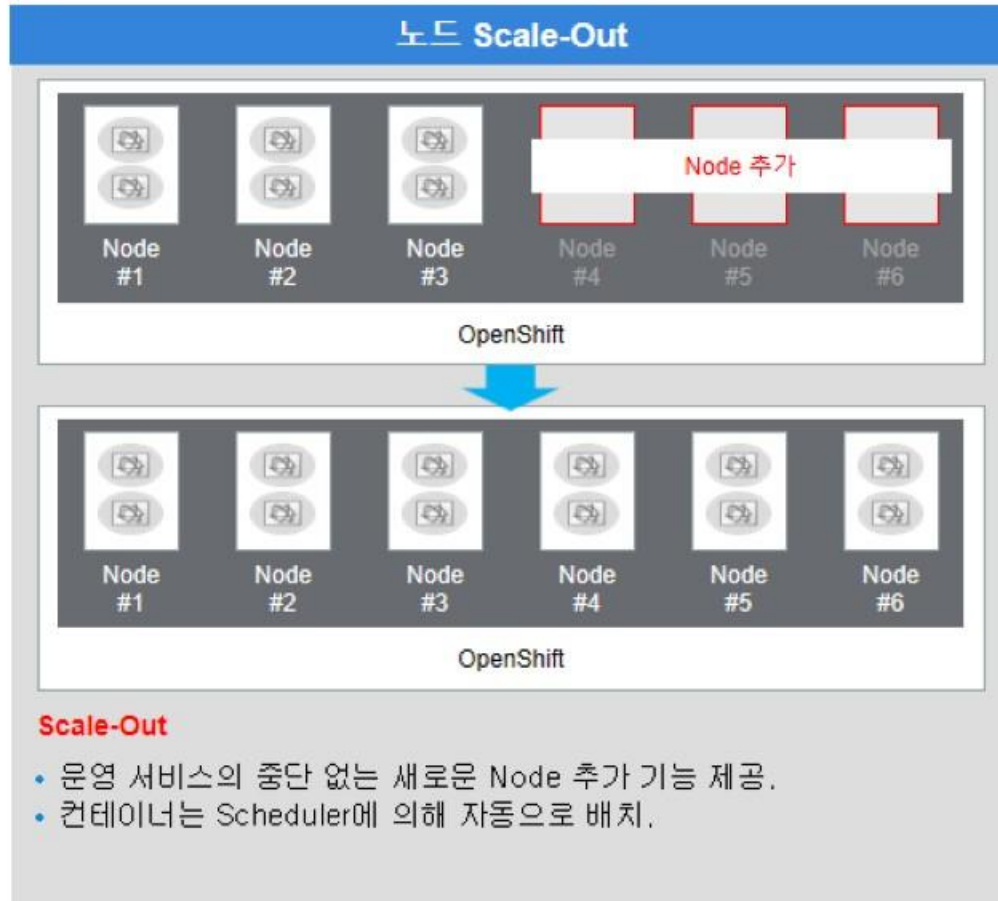 노드 Scale-Out
Node 추가
Node Node Node Node Node Node
#1 #2 #3 #4 #5 #6
OpenShift
Node Node Node Node Node Node
#1 #2 #3 #4 #5 #6
OpenShift
Scale-Out
• 운영 서비스의 중단 없는 새로운 Node 추가 기능 제공.
• 컨테이너는 Scheduler에 의해 자동으로 배치.